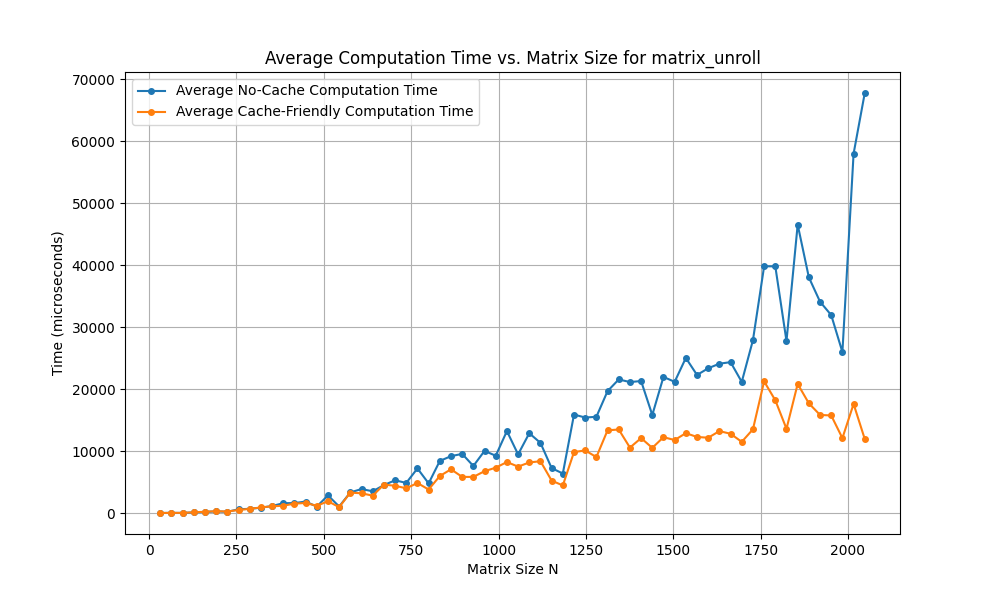 Average Computation Time vs. Matrix Size for matrix_unroll
Average No-Cache Computation Time
Average Cache-Friendly Computation Time
Time (microseconds)
70000
60000
50000
40000
30000
20000
10000
0
0 250 500 750 1000 1250 1500 1750 2000
Matrix Size N